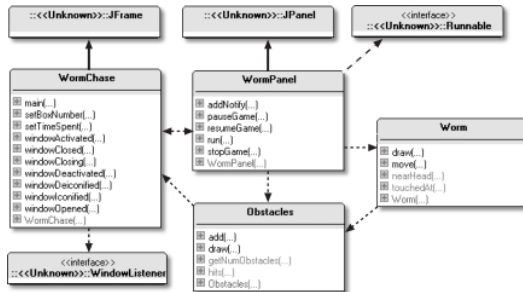 ::<<Unknown>>::JFrame
::<<Unknown>>::JPanel
<<interface>>
::<<Unknown>>::Runnable
WormChase
main(...)
setBoxNumber(...)
setTimeSpent(...)
windowActivated(...)
windowClosed(...)
windowClosing(...)
windowDeactivated(...)
windowDeiconified(...)
windowIconified(...)
windowOpened(...)
WormChase(...)
WormPanel
addNotify(...)
pauseGame(...)
resumeGame(...)
run(...)
stopGame(...)
WormPanel(...)
Worm
draw(...)
move(...)
nearHead(...)
touchedAt(...)
Worm(...)
Obstacles
add(...)
draw(...)
getNumObstacles(...)
hits(...)
Obstacles(...)
<<interface>>
::<<Unknown>>::WindowListener